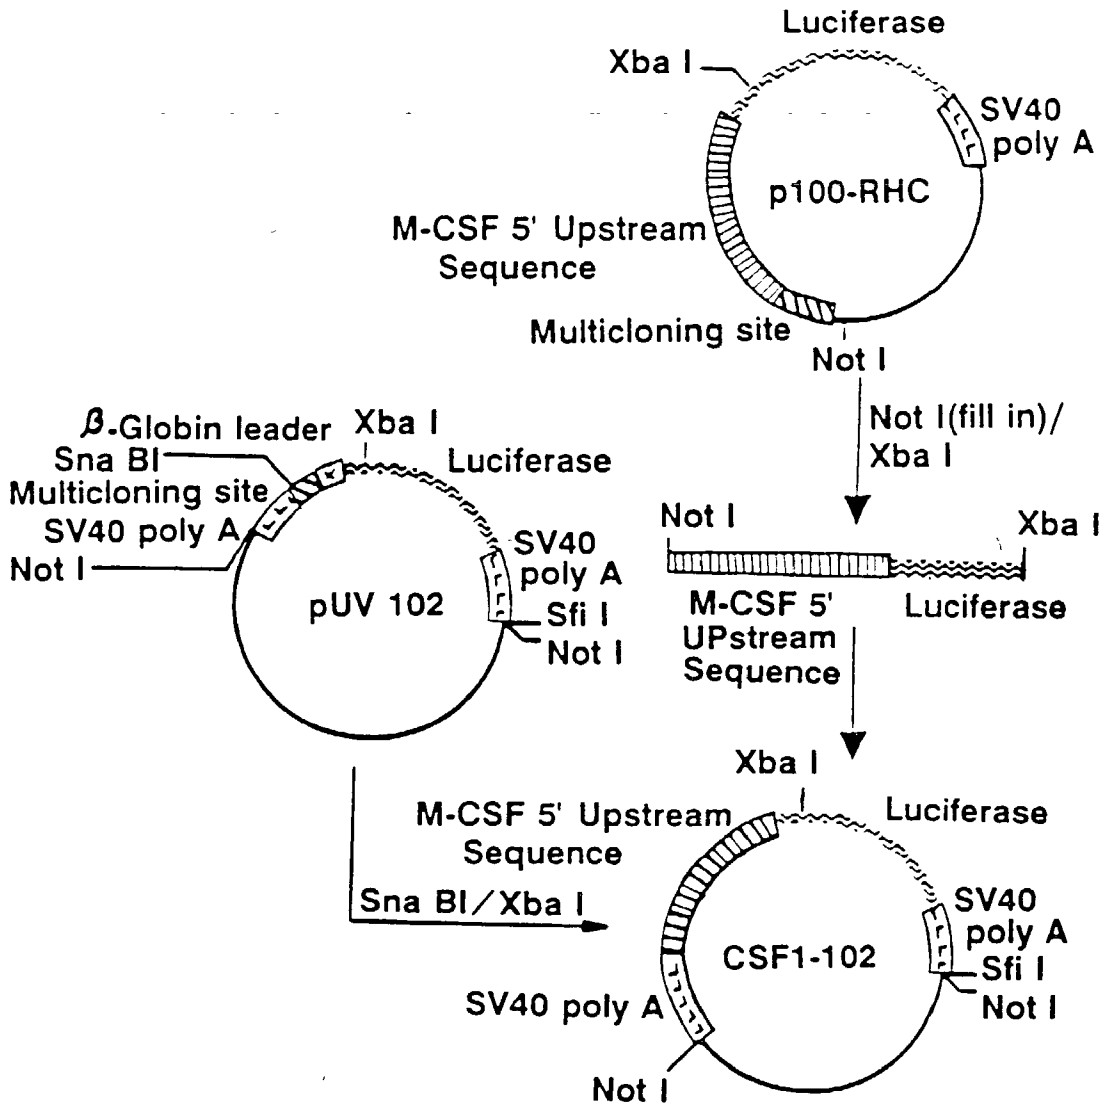 Luciferase
Xba I
SV40
poly A
p100-RHC
M-CSF 5' Upstream
Sequence
Multicloning site
Not I
Not I(fill in)/
Xba I
β-Globin leader
Xba I
Sna BI
Luciferase
Multicloning site
SV40 poly A
Not I
SV40
poly A
pUV 102
Sfi I
Not I
Not I
Xba I
M-CSF 5'
UPstream
Sequence
Luciferase
Xba I
M-CSF 5' Upstream
Sequence
Luciferase
Sna BI/Xba I
SV40
poly A
CSF1-102
Sfi I
Not I
SV40 poly A
Not I